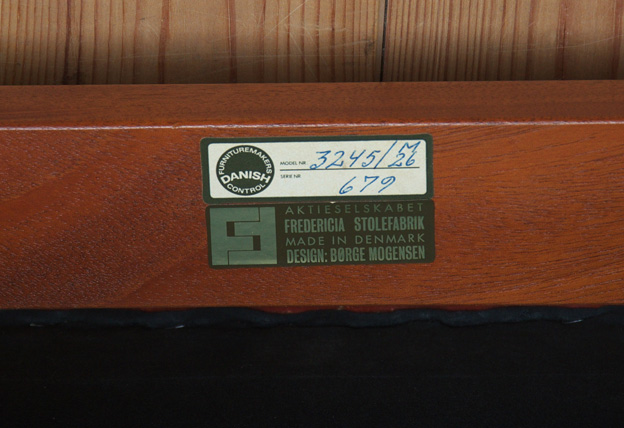 FURNITUREMAKERS
DANISH
CONTROL
MODEL NR 3245/M 26
SERIE NR 679
AKTIESELSKABET
FREDERICIA STOLEFABRIK
MADE IN DENMARK
DESIGN: BØRGE MOGENSEN